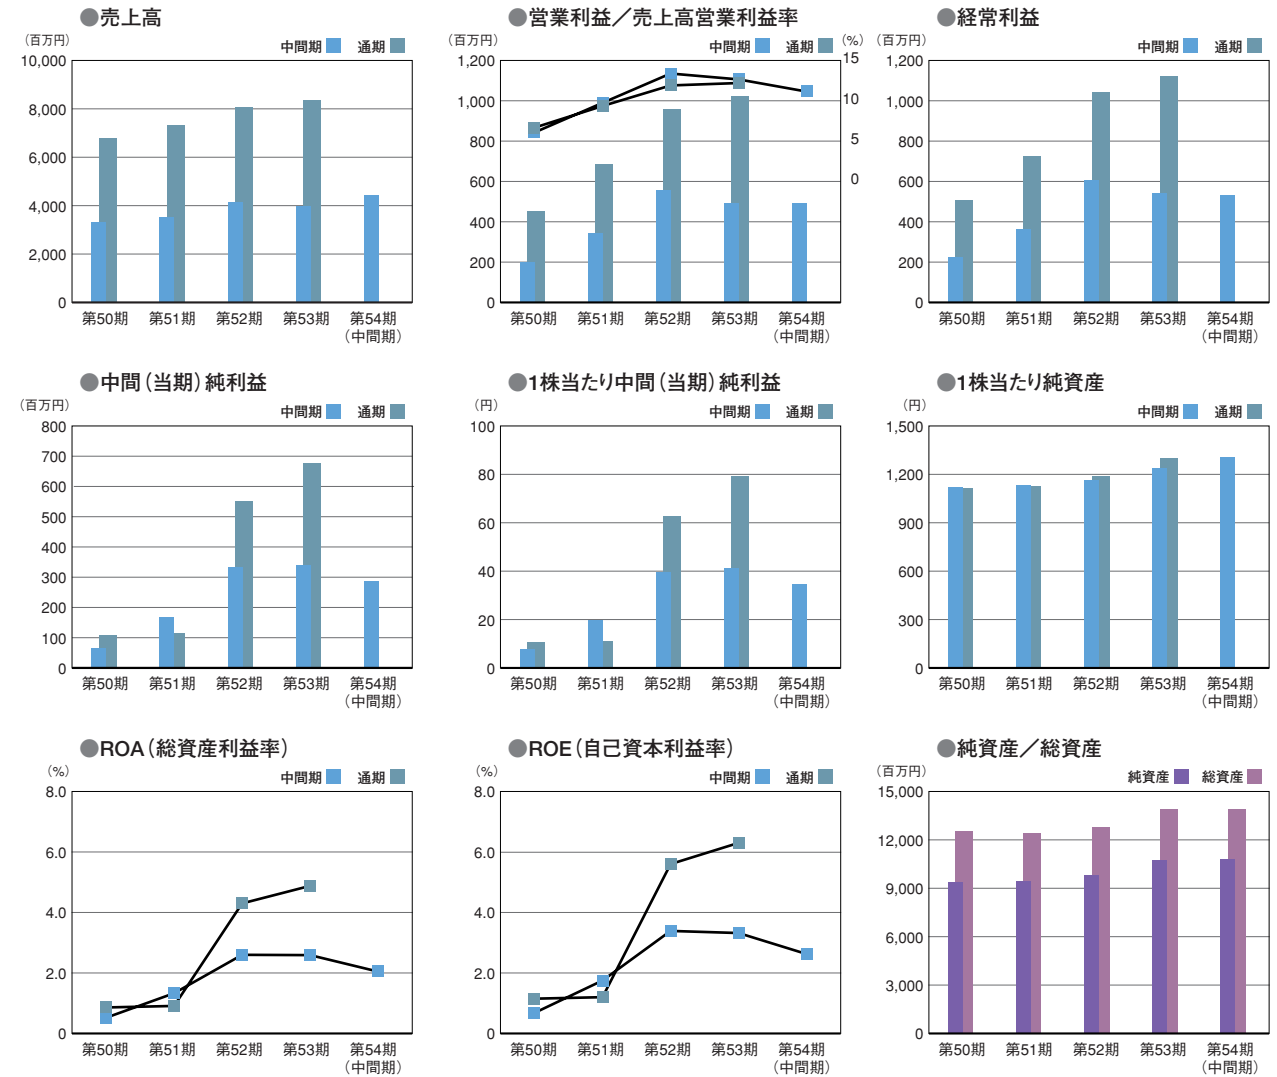 ●売上高
（百万円）
中間期 通期
10,000
8,000
6,000
4,000
2,000
0
第50期 第51期 第52期 第53期 第54期
（中間期）
●営業利益／売上高営業利益率
（百万円）
中間期 通期
（%）
1,200
1,000
800
600
400
200
0
15
10
5
0
第50期 第51期 第52期 第53期 第54期
（中間期）
●経常利益
（百万円）
中間期 通期
1,200
1,000
800
600
400
200
0
第50期 第51期 第52期 第53期 第54期
（中間期）
●中間（当期）純利益
（百万円）
中間期 通期
800
700
600
500
400
300
200
100
0
第50期 第51期 第52期 第53期 第54期
（中間期）
●1株当たり中間（当期）純利益
（円）
中間期 通期
100
80
60
40
20
0
第50期 第51期 第52期 第53期 第54期
（中間期）
●1株当たり純資産
（円）
中間期 通期
1,500
1,200
900
600
300
0
第50期 第51期 第52期 第53期 第54期
（中間期）
●ROA（総資産利益率）
（%）
中間期 通期
8.0
6.0
4.0
2.0
0
第50期 第51期 第52期 第53期 第54期
（中間期）
●ROE（自己資本利益率）
（%）
中間期 通期
8.0
6.0
4.0
2.0
0
第50期 第51期 第52期 第53期 第54期
（中間期）
●純資産／総資産
（百万円）
純資産 総資産
15,000
12,000
9,000
6,000
3,000
0
第50期 第51期 第52期 第53期 第54期
（中間期）